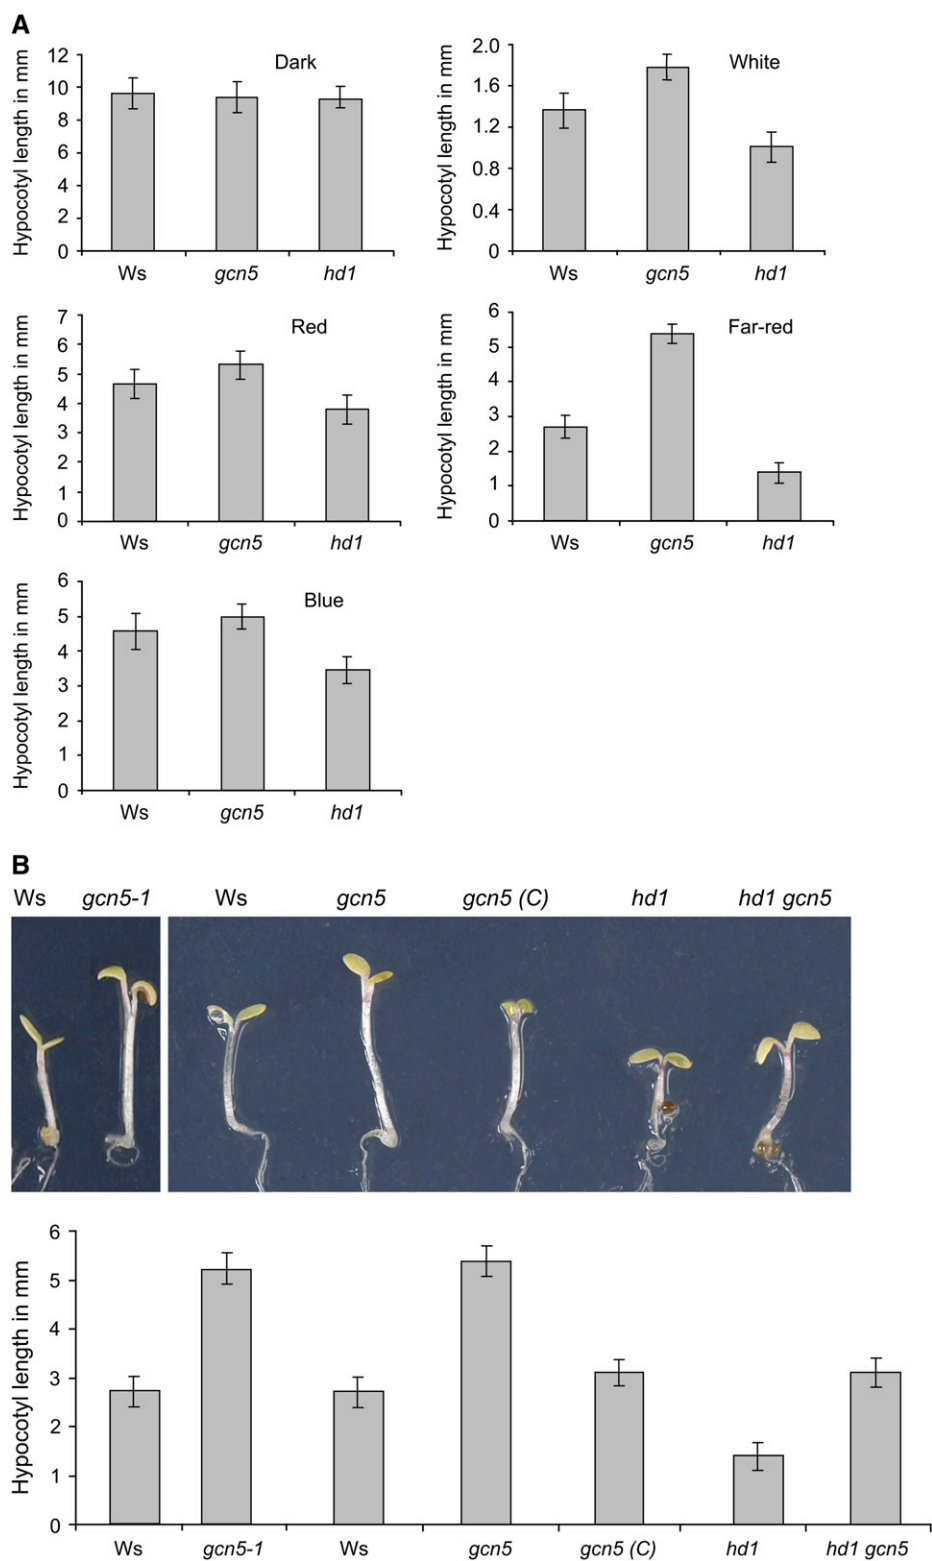 A
Dark
Hypocotyl length in mm
12
10
8
6
4
2
0
Ws gcn5 hd1
White
Hypocotyl length in mm
2.0
1.6
1.2
0.8
0.4
0
Ws gcn5 hd1
Red
Hypocotyl length in mm
7
6
5
4
3
2
1
0
Ws gcn5 hd1
Far-red
Hypocotyl length in mm
6
5
4
3
2
1
0
Ws gcn5 hd1
Blue
Hypocotyl length in mm
6
5
4
3
2
1
0
Ws gcn5 hd1
B
Ws gcn5-1 Ws gcn5 gcn5 (C) hd1 hd1 gcn5
Hypocotyl length in mm
6
5
4
3
2
1
0
Ws gcn5-1 Ws gcn5 gcn5 (C) hd1 hd1 gcn5